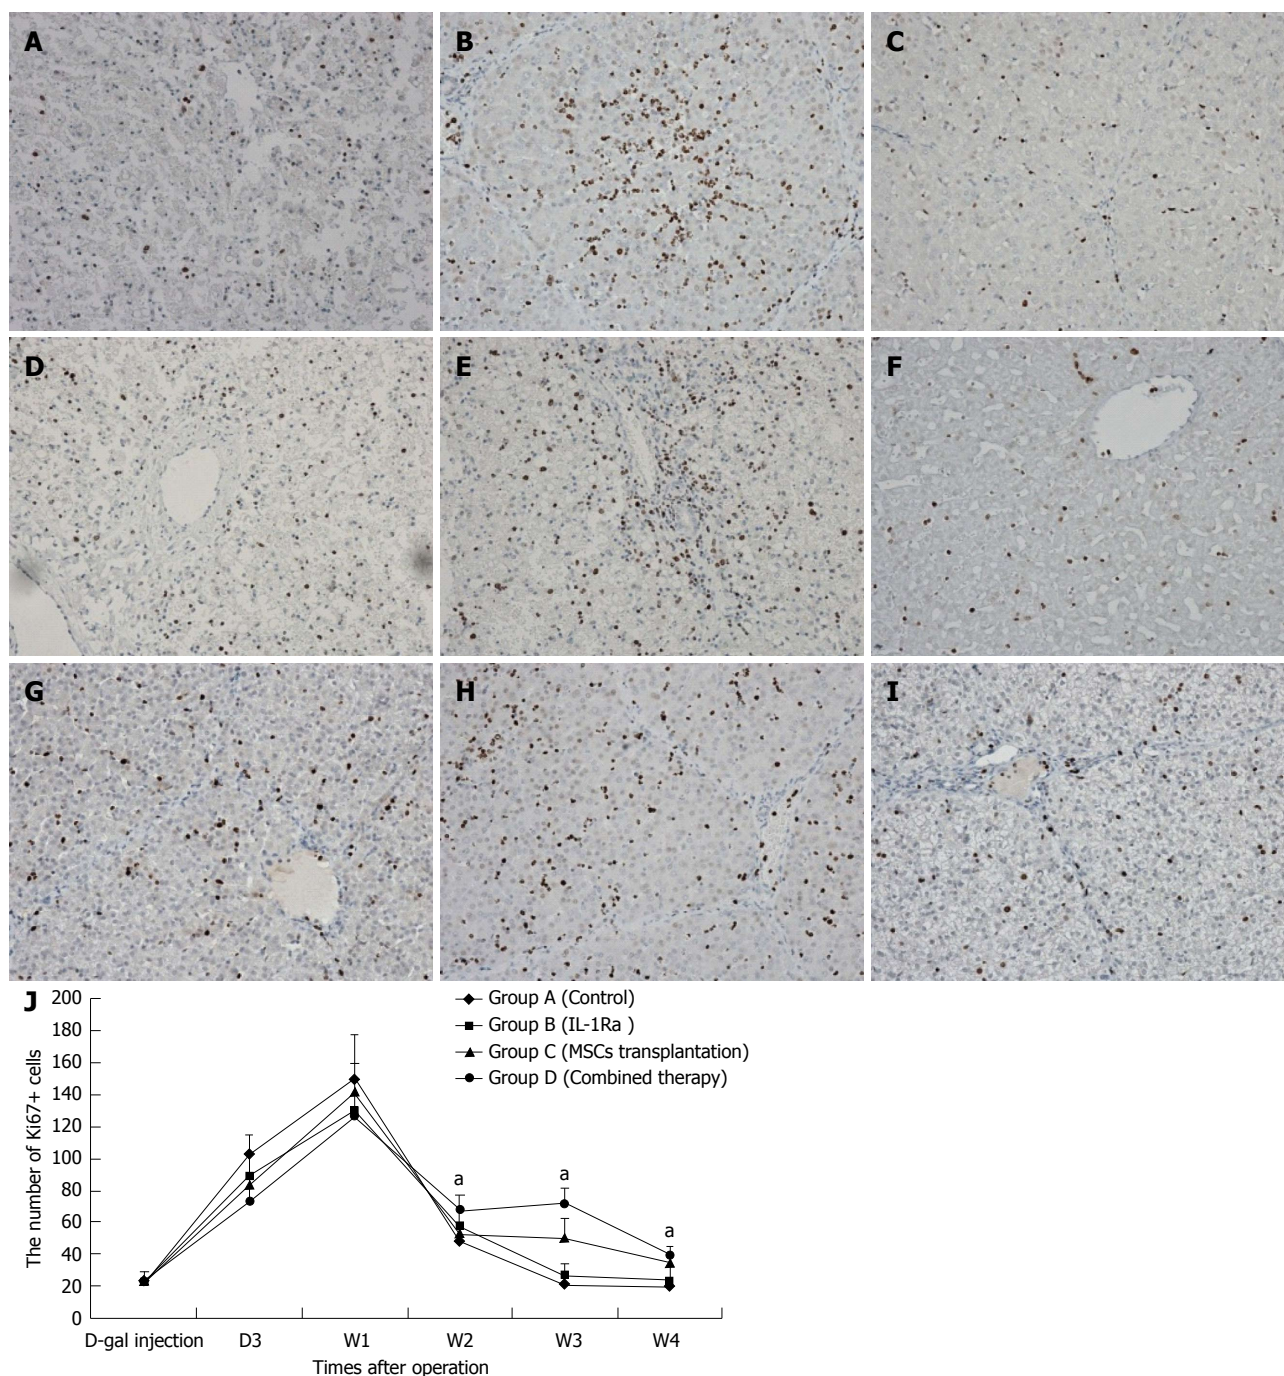 A
B
C
D
E
F
G
H
I
J
200
180
160
140
120
100
80
60
40
20
0
The number of Ki67+ cells
Group A (Control)
Group B (IL-1Ra )
Group C (MSCs transplantation)
Group D (Combined therapy)
a
a
a
D-gal injection
D3
W1
W2
W3
W4
Times after operation